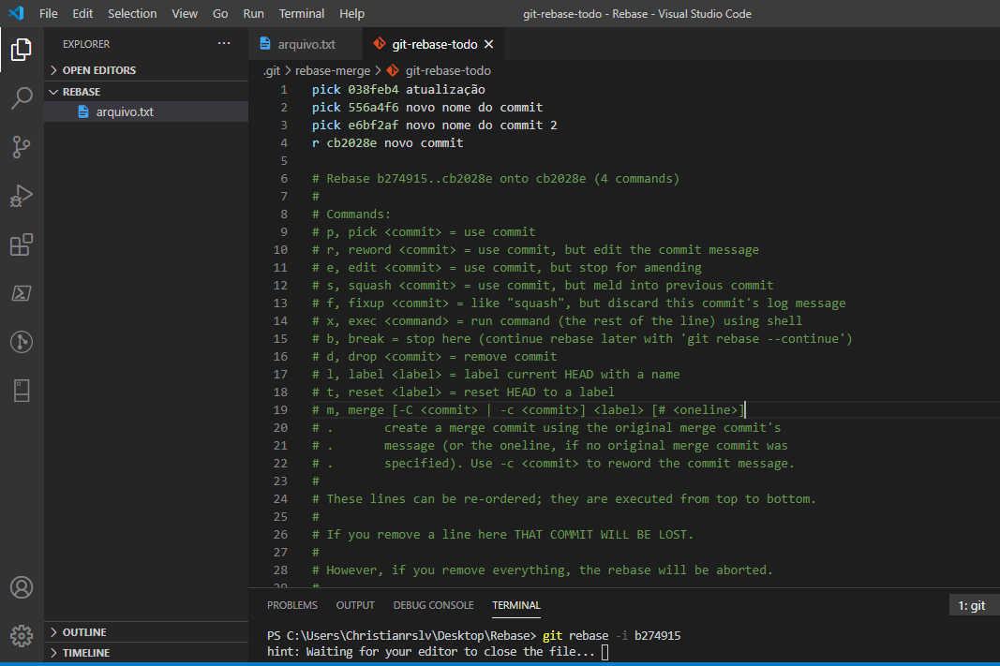 File Edit Selection View Go Run Terminal Help git-rebase-todo - Rebase - Visual Studio Code
EXPLORER ...
OPEN EDITORS
REBASE
arquivo.txt
OUTLINE
TIMELINE
arquivo.txt git-rebase-todo
.git > rebase-merge > git-rebase-todo
1 pick 038feb4 atualização
2 pick 556a4f6 novo nome do commit
3 pick e6bf2af novo nome do commit 2
4 r cb2028e novo commit
5
6 # Rebase b274915..cb2028e onto cb2028e (4 commands)
7 #
8 # Commands:
9 # p, pick <commit> = use commit
10 # r, reword <commit> = use commit, but edit the commit message
11 # e, edit <commit> = use commit, but stop for amending
12 # s, squash <commit> = use commit, but meld into previous commit
13 # f, fixup <commit> = like "squash", but discard this commit's log message
14 # x, exec <command> = run command (the rest of the line) using shell
15 # b, break = stop here (continue rebase later with 'git rebase --continue')
16 # d, drop <commit> = remove commit
17 # l, label <label> = label current HEAD with a name
18 # t, reset <label> = reset HEAD to a label
19 # m, merge [-C <commit> | -c <commit>] <label> [# <oneline>]
20 # .       create a merge commit using the original merge commit's
21 # .       message (or the oneline, if no original merge commit was
22 # .       specified). Use -c <commit> to reword the commit message.
23 #
24 # These lines can be re-ordered; they are executed from top to bottom.
25 #
26 # If you remove a line here THAT COMMIT WILL BE LOST.
27 #
28 # However, if you remove everything, the rebase will be aborted.
29 #
PROBLEMS OUTPUT DEBUG CONSOLE TERMINAL 1: git
PS C:\Users\Christianrslv\Desktop\Rebase> git rebase -i b274915
hint: Waiting for your editor to close the file...